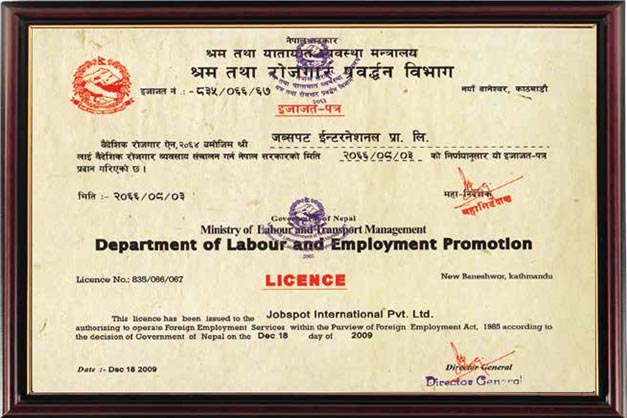 नेपाल सरकार
श्रम तथा यातायात व्यवस्था मन्त्रालय
श्रम तथा रोजगार प्रवर्द्धन विभाग
इजाजत नं :- ८३५/०६६/६७
नयाँ बानेश्वर, काठमाडौं
इजाजत-पत्र
वैदेशिक रोजगार ऐन, २०६४ बमोजिम श्री जब्सपट ईन्टरनेशनल प्रा. लि.
लाई वैदेशिक रोजगार व्यवसाय संचालन गर्न नेपाल सरकारको मिति २०६६/०९/०३ को निर्णयानुसार यो इजाजत-पत्र
प्रदान गरिएको छ।
मिति :- २०६६/०९/०३
महा-निर्देशक
महानिर्देशक
Government of Nepal
Ministry of Labour and Transport Management
Department of Labour and Employment Promotion
Licence No.: 835/066/067
LICENCE
New Baneshwor, kathmandu
This licence has been issued to the Jobspot International Pvt. Ltd.
authorising to operate Foreign Employment Services within the Purview of Foreign Employment Act, 1985 according to
the decision of Government of Nepal on the Dec 18 day of 2009
Date :- Dec 18 2009
Director General
Director General